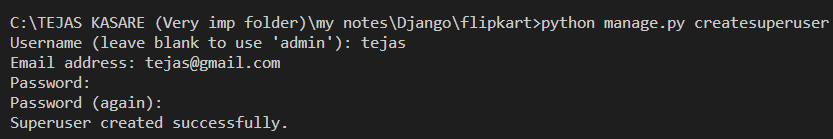 C:\TEJAS KASARE (Very imp folder)\my notes\Django\flipkart>python manage.py createsuperuser
Username (leave blank to use 'admin'): tejas
Email address: tejas@gmail.com
Password:
Password (again):
Superuser created successfully.